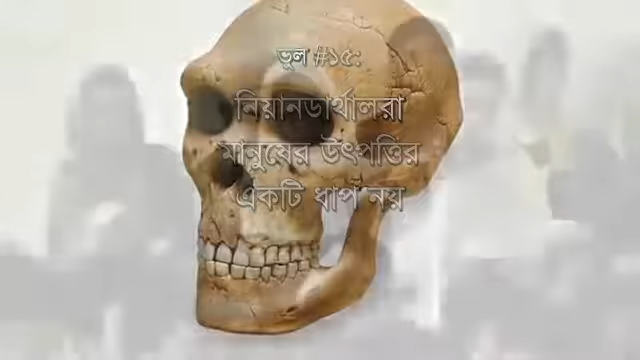 ভুল #১৫:
নিয়ানডার্থালরা
মানুষের উৎপত্তির
একটি ধাপ নয়